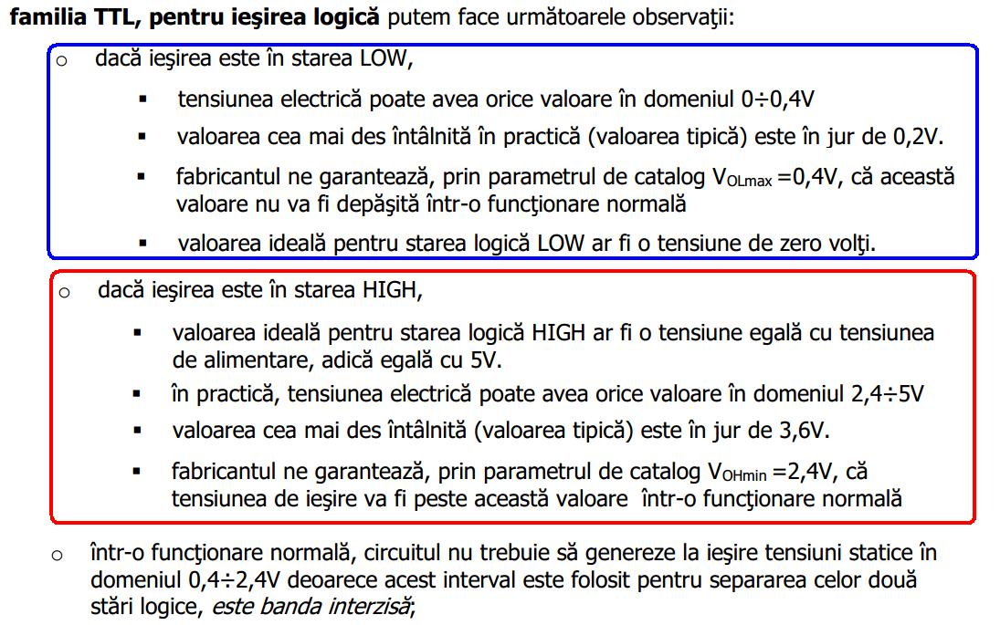 familia TTL, pentru ieşirea logică putem face următoarele observaţii:
o dacă ieşirea este în starea LOW,
▪ tensiunea electrică poate avea orice valoare în domeniul 0÷0,4V
▪ valoarea cea mai des întâlnită în practică (valoarea tipică) este în jur de 0,2V.
▪ fabricantul ne garantează, prin parametrul de catalog VOLmax =0,4V, că această
valoare nu va fi depăşită într-o funcţionare normală
▪ valoarea ideală pentru starea logică LOW ar fi o tensiune de zero volţi.
o dacă ieşirea este în starea HIGH,
▪ valoarea ideală pentru starea logică HIGH ar fi o tensiune egală cu tensiunea
de alimentare, adică egală cu 5V.
▪ în practică, tensiunea electrică poate avea orice valoare în domeniul 2,4÷5V
▪ valoarea cea mai des întâlnită (valoarea tipică) este în jur de 3,6V.
▪ fabricantul ne garantează, prin parametrul de catalog VOHmin =2,4V, că
tensiunea de ieşire va fi peste această valoare într-o funcţionare normală
o într-o funcţionare normală, circuitul nu trebuie să genereze la ieşire tensiuni statice în
domeniul 0,4÷2,4V deoarece acest interval este folosit pentru separarea celor două
stări logice, este banda interzisă;